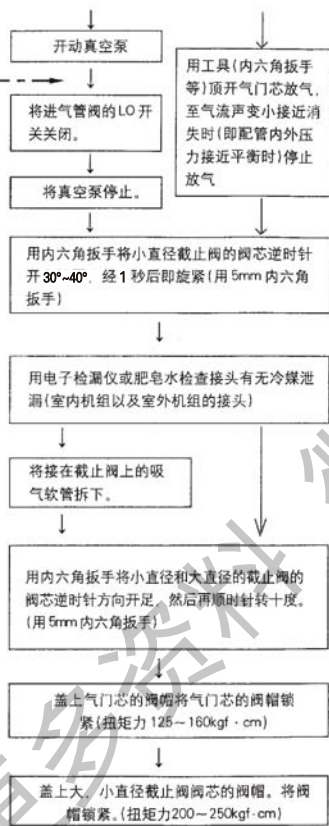 开动真空泵
将进气管阀的LO开
关关闭。
将真空泵停止。
用工具(内六角扳手
等)顶开气门芯放气,
至气流声变小接近消
失时(即配管内外压
力接近平衡时)停止
放气
用内六角扳手将小直径截止阀的阀芯逆时针
开30°~40°, 经1秒后即旋紧(用5mm内六角
扳手)
用电子检漏仪或肥皂水检查接头有无冷媒泄
漏(室内机组以及室外机组的接头)
将接在截止阀上的吸
气软管拆下。
用内六角扳手将小直径和大直径的截止阀的
阀芯逆时针方向开足, 然后再顺时针转十度。
(用5mm内六角扳手)
盖上气门芯的阀帽将气门芯的阀帽锁
紧(扭矩力125~160kgf·cm)
盖上大、小直径截止阀阀芯的阀帽。将阀
帽锁紧。(扭矩力200~250kgf·cm)
多资料